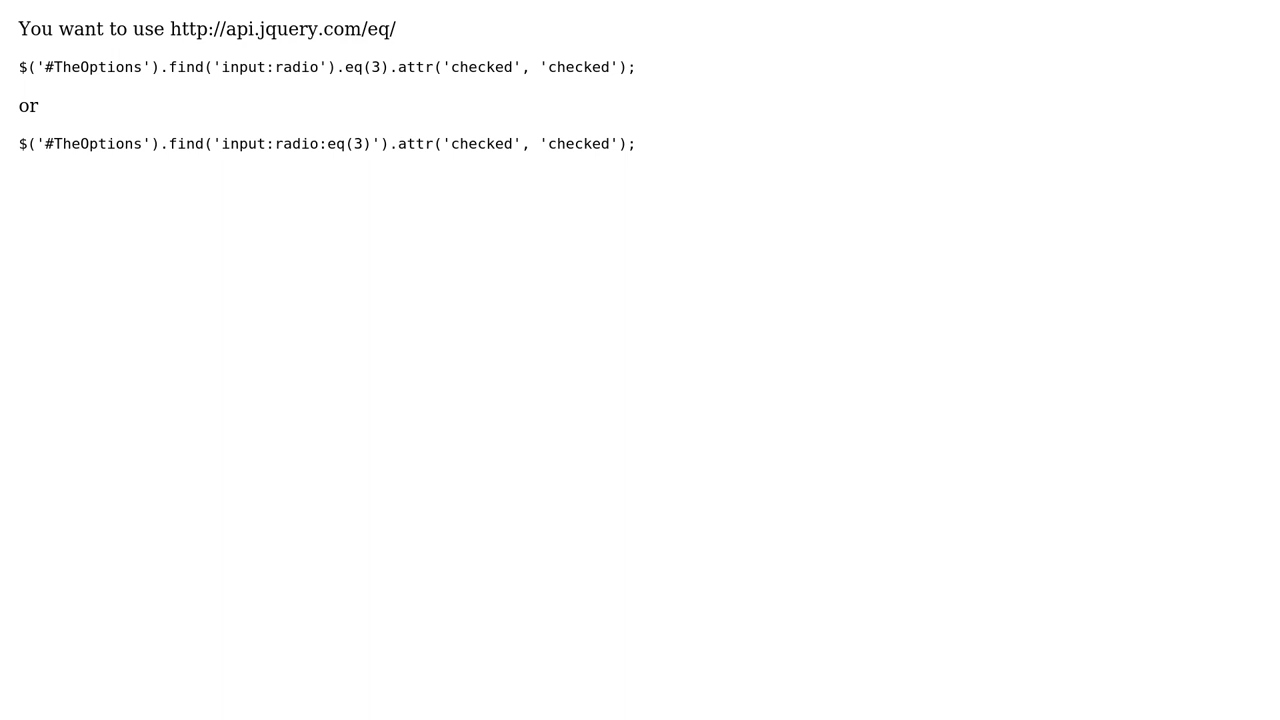 You want to use http://api.jquery.com/eq/
$('#TheOptions').find('input:radio').eq(3).attr('checked', 'checked');
or
$('#TheOptions').find('input:radio:eq(3)').attr('checked', 'checked');